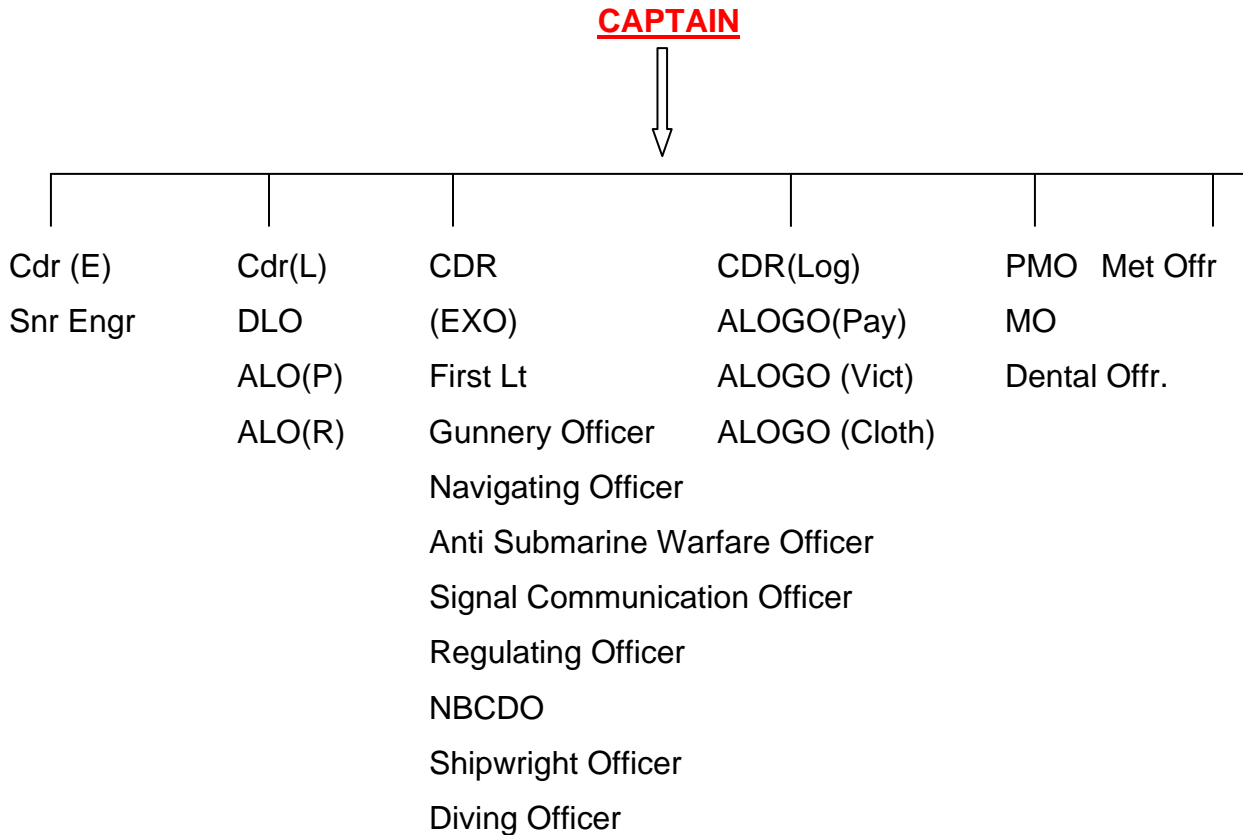 CAPTAIN
Cdr (E) Cdr(L) CDR CDR(Log) PMO Met Offr
Snr Engr DLO (EXO) ALOGO(Pay) MO
ALO(P) First Lt ALOGO (Vict) Dental Offr.
ALO(R) Gunnery Officer ALOGO (Cloth)
Navigating Officer
Anti Submarine Warfare Officer
Signal Communication Officer
Regulating Officer
NBCDO
Shipwright Officer
Diving Officer